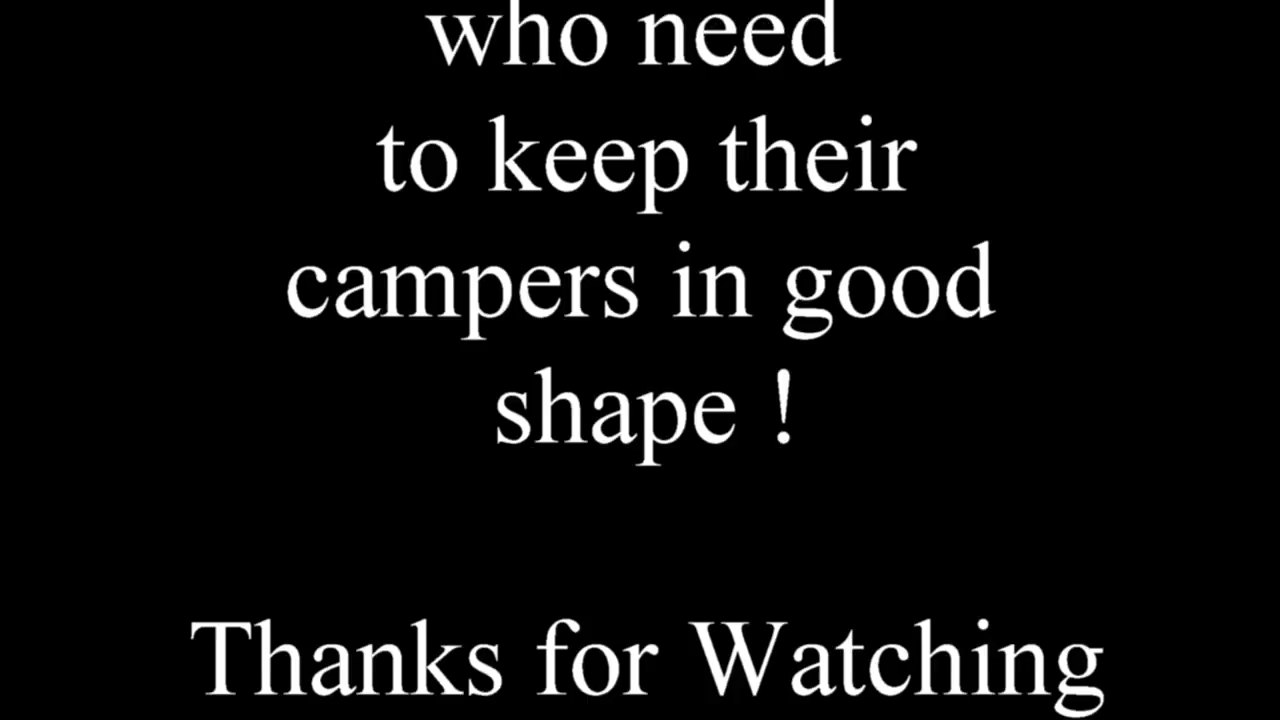 who need
to keep their
campers in good
shape !
Thanks for Watching